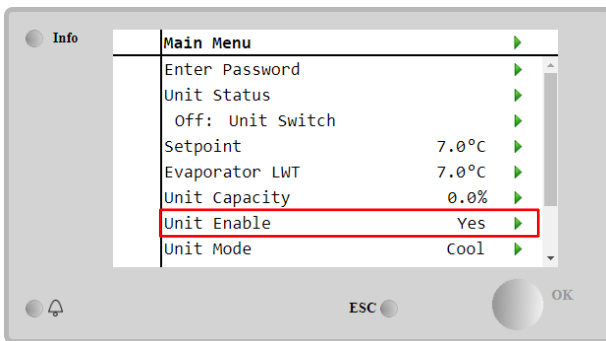 Info
Main Menu
Enter Password
Unit Status
Off: Unit Switch
Setpoint 7.0°C
Evaporator LWT 7.0°C
Unit Capacity 0.0%
Unit Enable Yes
Unit Mode Cool
ESC
OK